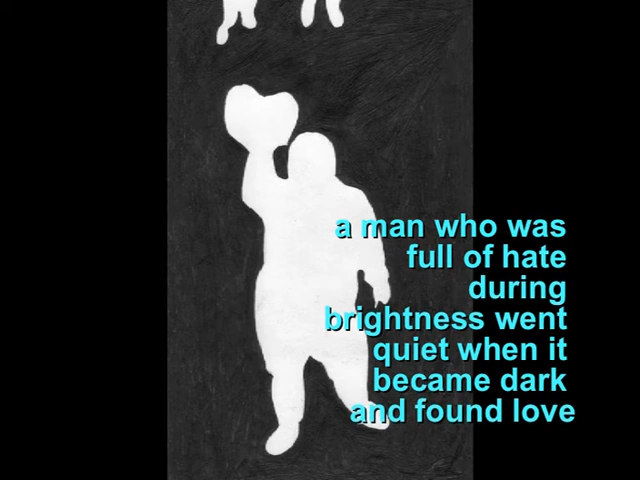 a man who was
full of hate
during
brightness went
quiet when it
became dark
and found love